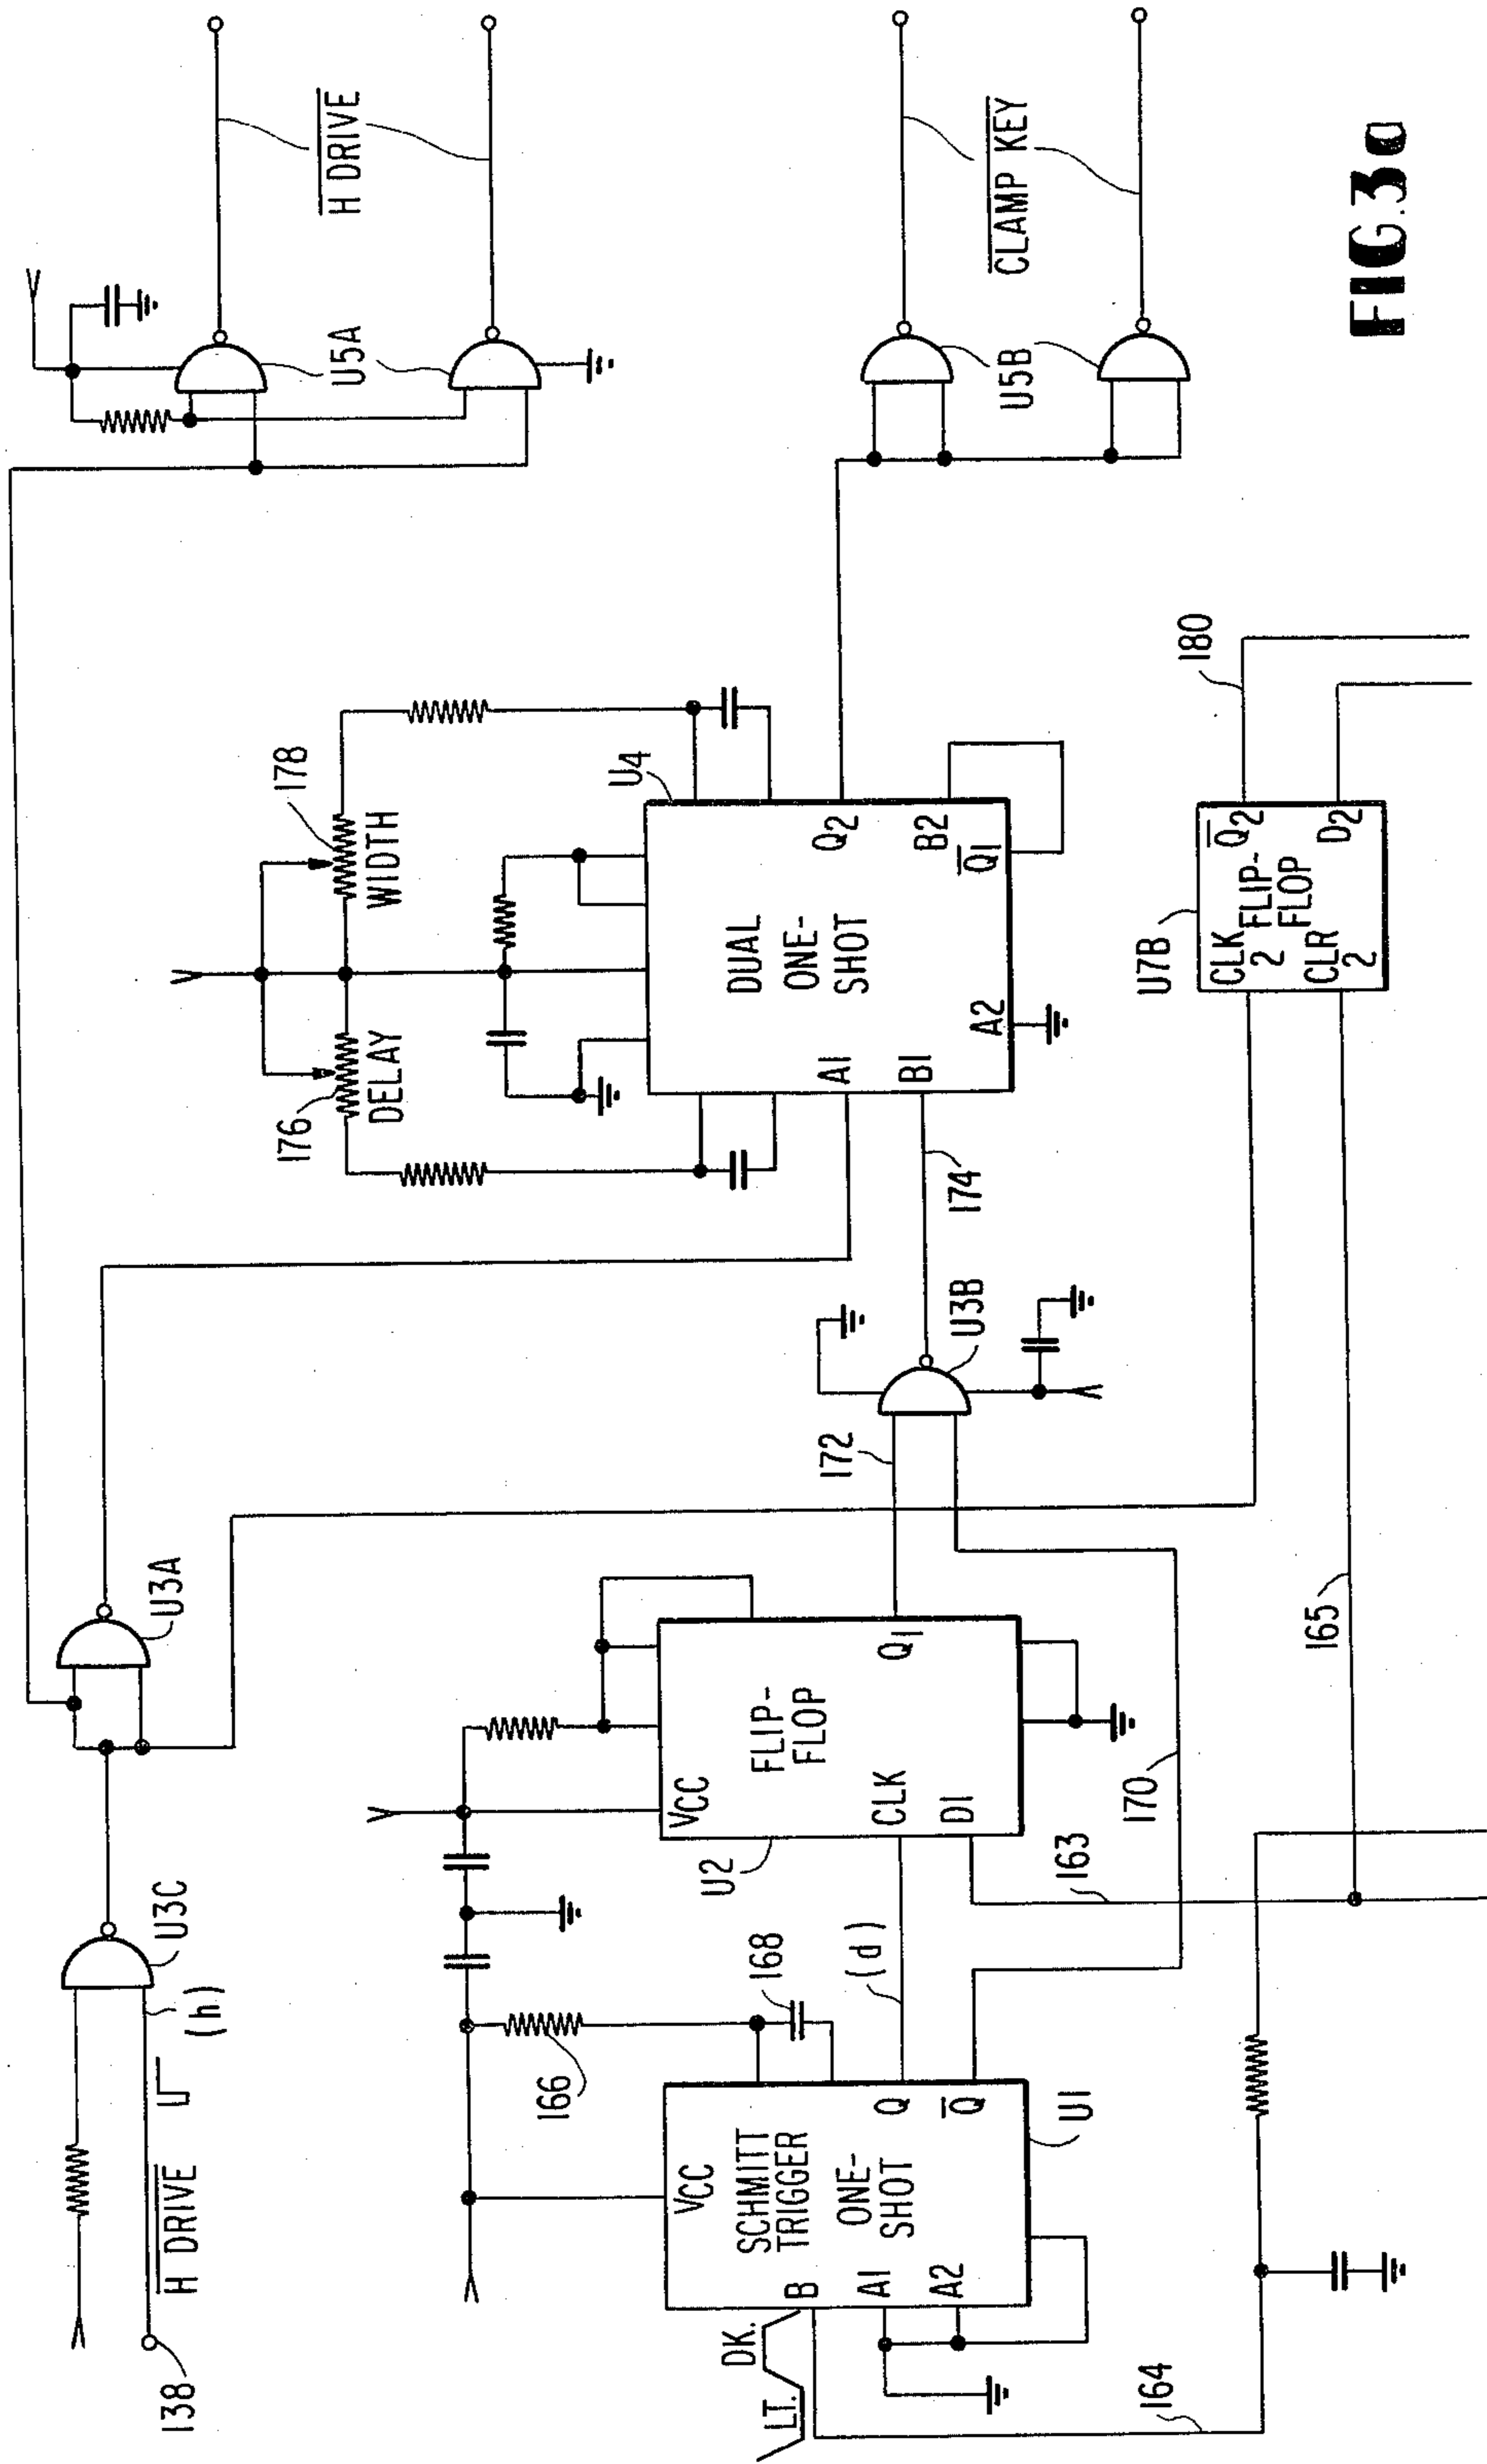 138
H DRIVE
(h)
U3C
U3A
H DRIVE
U5A
176
DELAY
178
WIDTH
U4
DUAL
ONE-
SHOT
A1
B1
A2
Q2
B2
Q1
174
U5B
CLAMP KEY
164
LT.
DK.
B
A1
A2
VCC
SCHMITT
TRIGGER
ONE-
SHOT
Q
Q
U1
166
168
(d)
U2
VCC
FLIP-
FLOP
CLK
D1
Q1
163
170
172
U3B
165
U7B
CLK
2
FLIP-
FLOP
CLR
2
Q2
D2
180
FIG.3a